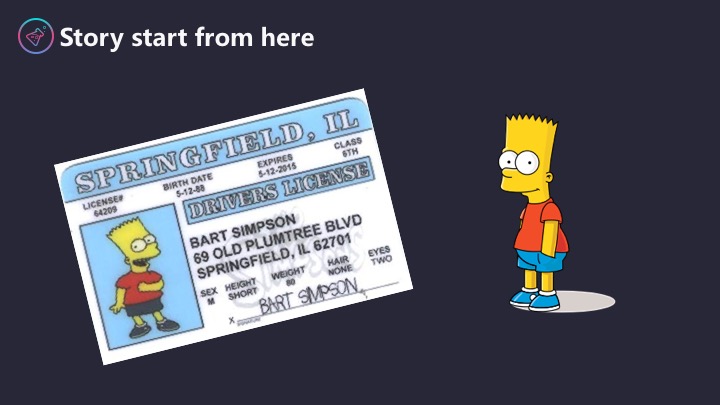 Story start from here
SPRINGFIELD, IL
LICENSE# BIRTH DATE EXPIRES CLASS
64209 5-12-88 5-12-2015 6TH
DRIVERS LICENSE
BART SIMPSON
69 OLD PLUMTREE BLVD
SPRINGFIELD, IL 62701
SEX HEIGHT WEIGHT HAIR EYES
M SHORT 80 NONE TWO
X BART SIMPSON
SIGNATURE